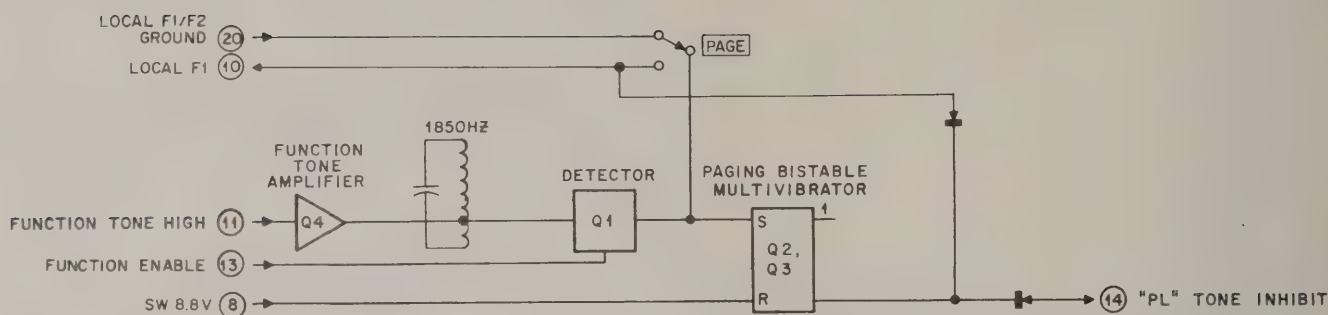 LOCAL F1/F2
GROUND 20
PAGE
LOCAL F1 10
1850HZ
FUNCTION
TONE
AMPLIFIER
DETECTOR
PAGING BISTABLE
MULTIVIBRATOR
1
FUNCTION TONE HIGH 11
Q4
Q1
S
Q2,
Q3
FUNCTION ENABLE 13
SW 8.8V 8
R
14 "PL" TONE INHIBIT